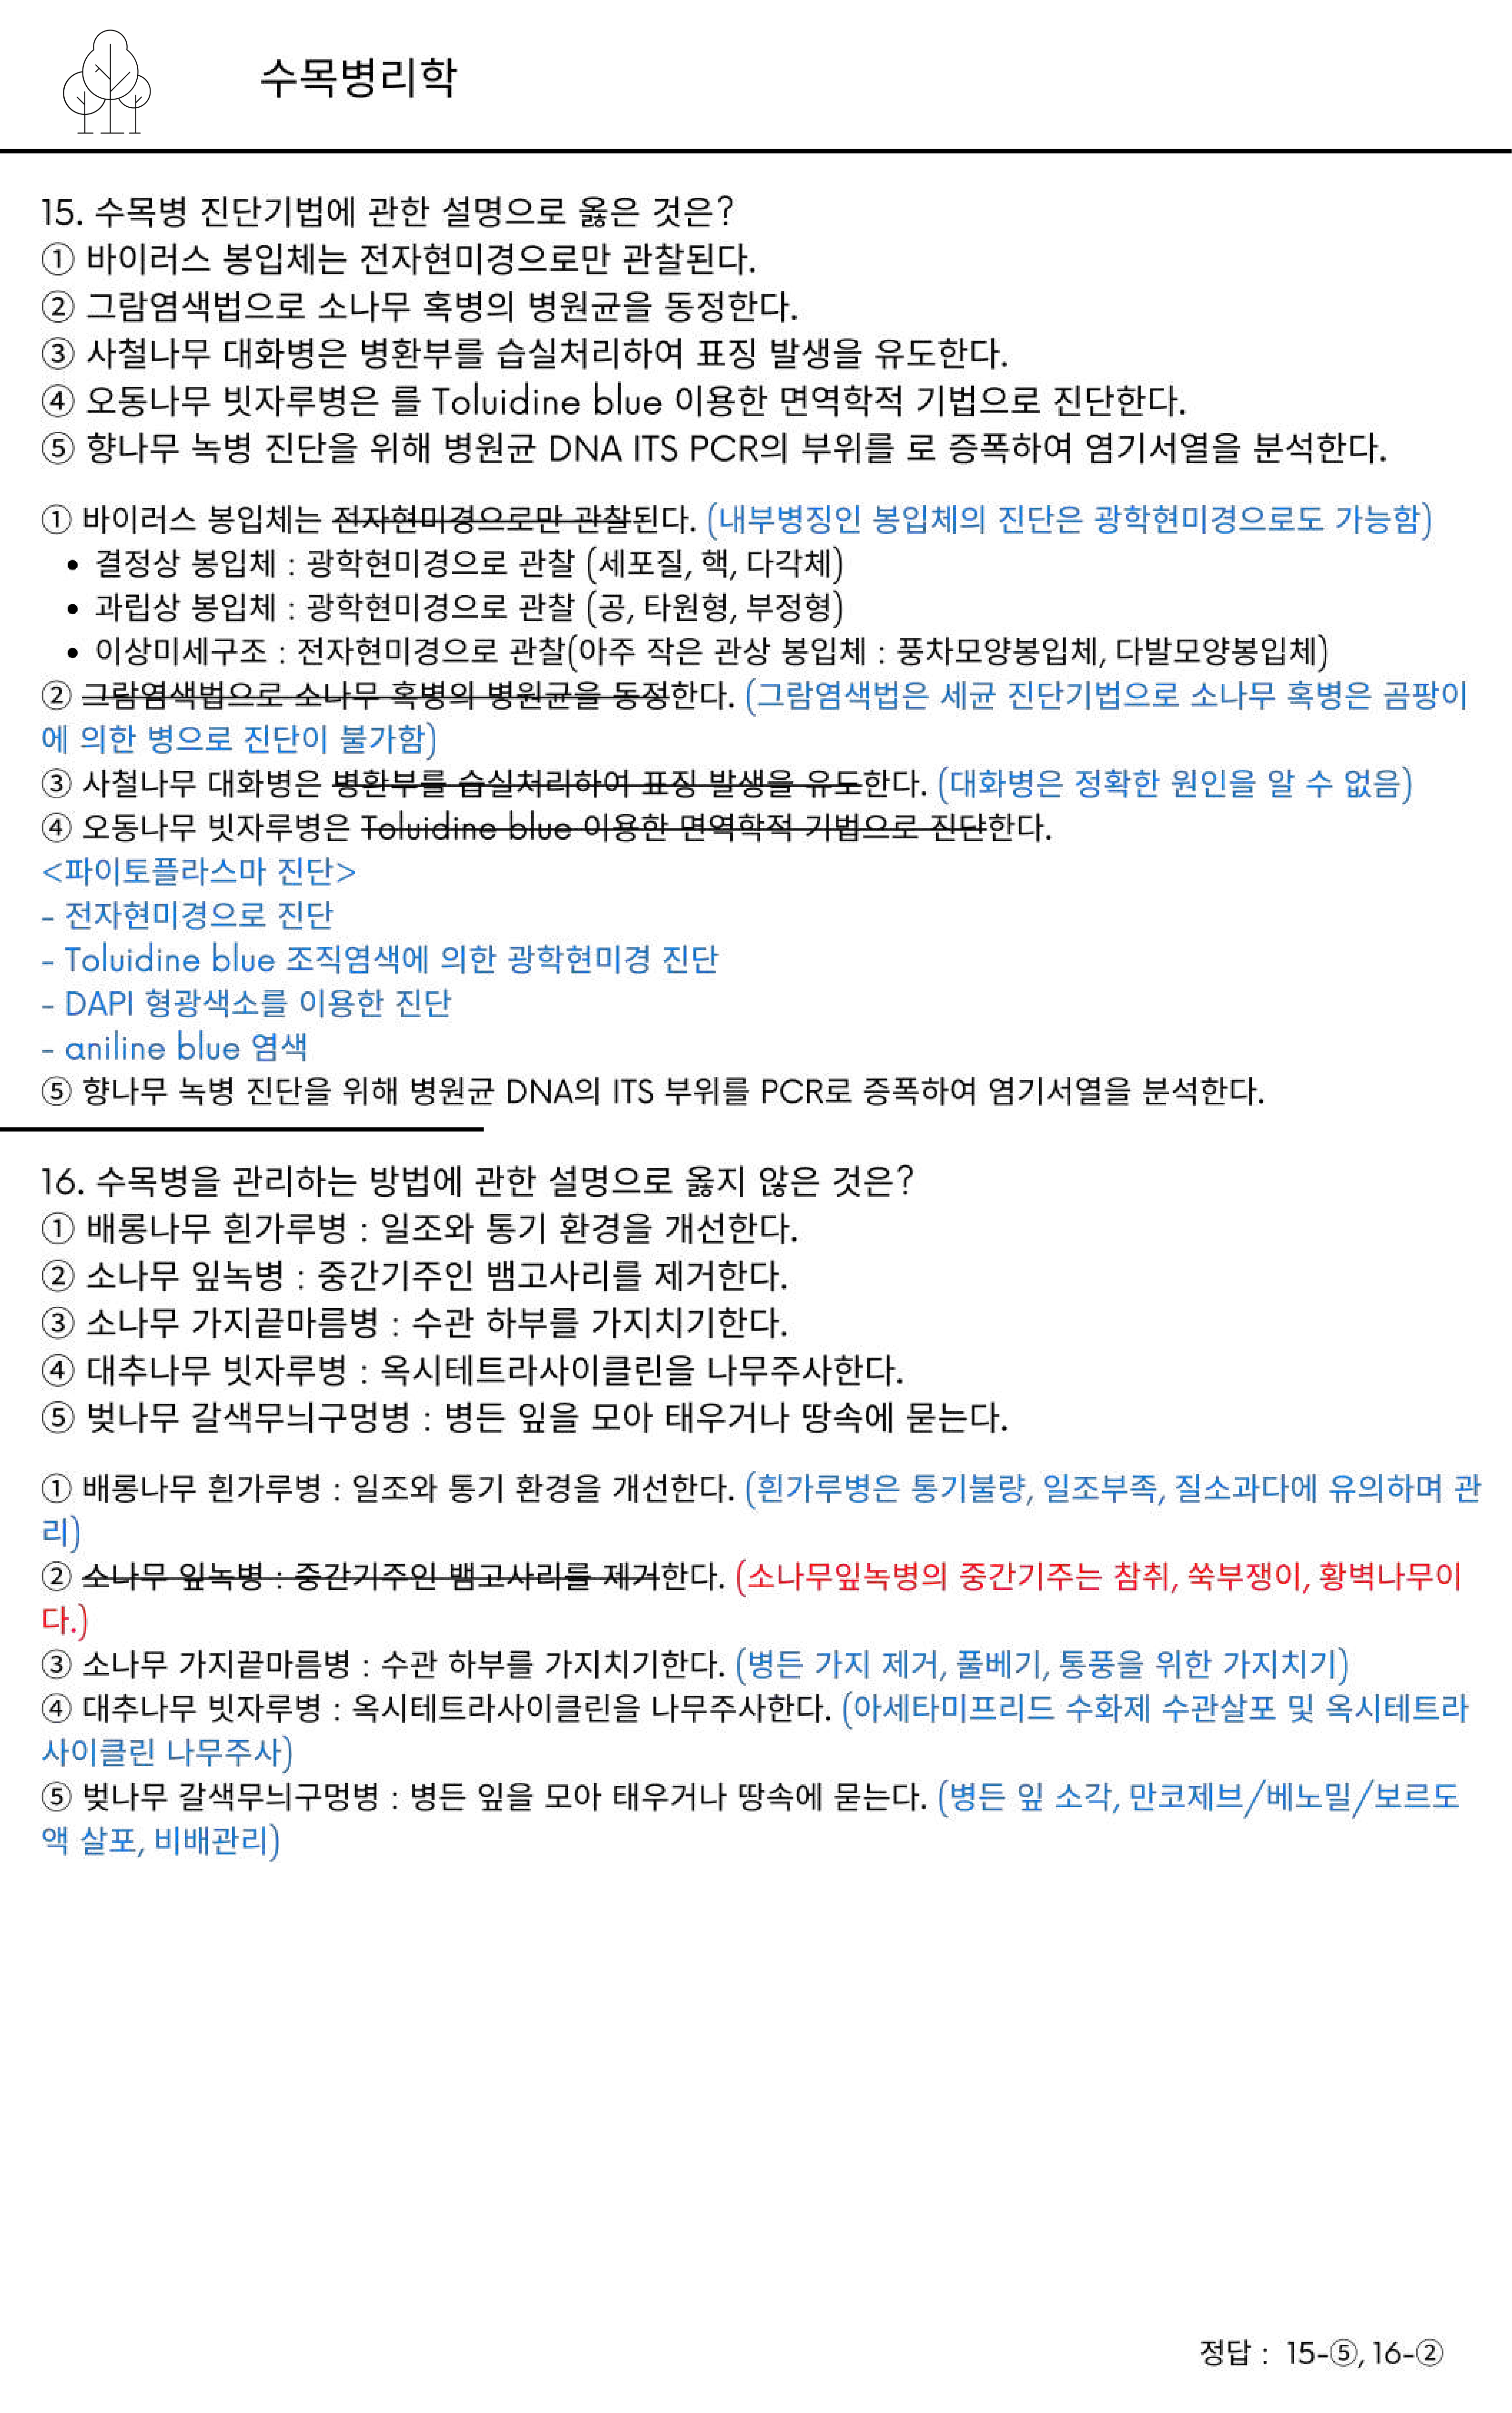 수목병리학
15. 수목병 진단기법에 관한 설명으로 옳은 것은?
① 바이러스 봉입체는 전자현미경으로만 관찰된다.
② 그람염색법으로 소나무 혹병의 병원균을 동정한다.
③ 사철나무 대화병은 병환부를 습실처리하여 표징 발생을 유도한다.
④ 오동나무 빗자루병은 를 Toluidine blue 이용한 면역학적 기법으로 진단한다.
⑤ 향나무 녹병 진단을 위해 병원균 DNA ITS PCR의 부위를 로 증폭하여 염기서열을 분석한다.
① 바이러스 봉입체는 전자현미경으로만 관찰된다. (내부병징인 봉입체의 진단은 광학현미경으로도 가능함)
• 결정상 봉입체 : 광학현미경으로 관찰 (세포질, 핵, 다각체)
• 과립상 봉입체 : 광학현미경으로 관찰 (공, 타원형, 부정형)
• 이상미세구조 : 전자현미경으로 관찰(아주 작은 관상 봉입체 : 풍차모양봉입체, 다발모양봉입체)
② 그람염색법으로 소나무 혹병의 병원균을 동정한다. (그람염색법은 세균 진단기법으로 소나무 혹병은 곰팡이
에 의한 병으로 진단이 불가함)
③ 사철나무 대화병은 병환부를 습실처리하여 표징 발생을 유도한다. (대화병은 정확한 원인을 알 수 없음)
④ 오동나무 빗자루병은 Toluidine blue 이용한 면역학적 기법으로 진단한다.
<파이토플라스마 진단>
- 전자현미경으로 진단
- Toluidine blue 조직염색에 의한 광학현미경 진단
- DAPI 형광색소를 이용한 진단
- aniline blue 염색
⑤ 향나무 녹병 진단을 위해 병원균 DNA의 ITS 부위를 PCR로 증폭하여 염기서열을 분석한다.
16. 수목병을 관리하는 방법에 관한 설명으로 옳지 않은 것은?
① 배롱나무 흰가루병 : 일조와 통기 환경을 개선한다.
② 소나무 잎녹병 : 중간기주인 뱀고사리를 제거한다.
③ 소나무 가지끝마름병 : 수관 하부를 가지치기한다.
④ 대추나무 빗자루병 : 옥시테트라사이클린을 나무주사한다.
⑤ 벚나무 갈색무늬구멍병 : 병든 잎을 모아 태우거나 땅속에 묻는다.
① 배롱나무 흰가루병 : 일조와 통기 환경을 개선한다. (흰가루병은 통기불량, 일조부족, 질소과다에 유의하며 관
리)
② 소나무 잎녹병 : 중간기주인 뱀고사리를 제거한다. (소나무잎녹병의 중간기주는 참취, 쑥부쟁이, 황벽나무이
다.)
③ 소나무 가지끝마름병 : 수관 하부를 가지치기한다. (병든 가지 제거, 풀베기, 통풍을 위한 가지치기)
④ 대추나무 빗자루병 : 옥시테트라사이클린을 나무주사한다. (아세타미프리드 수화제 수관살포 및 옥시테트라
사이클린 나무주사)
⑤ 벚나무 갈색무늬구멍병 : 병든 잎을 모아 태우거나 땅속에 묻는다. (병든 잎 소각, 만코제브/베노밀/보르도
액 살포, 비배관리)
정답 : 15-⑤, 16-②